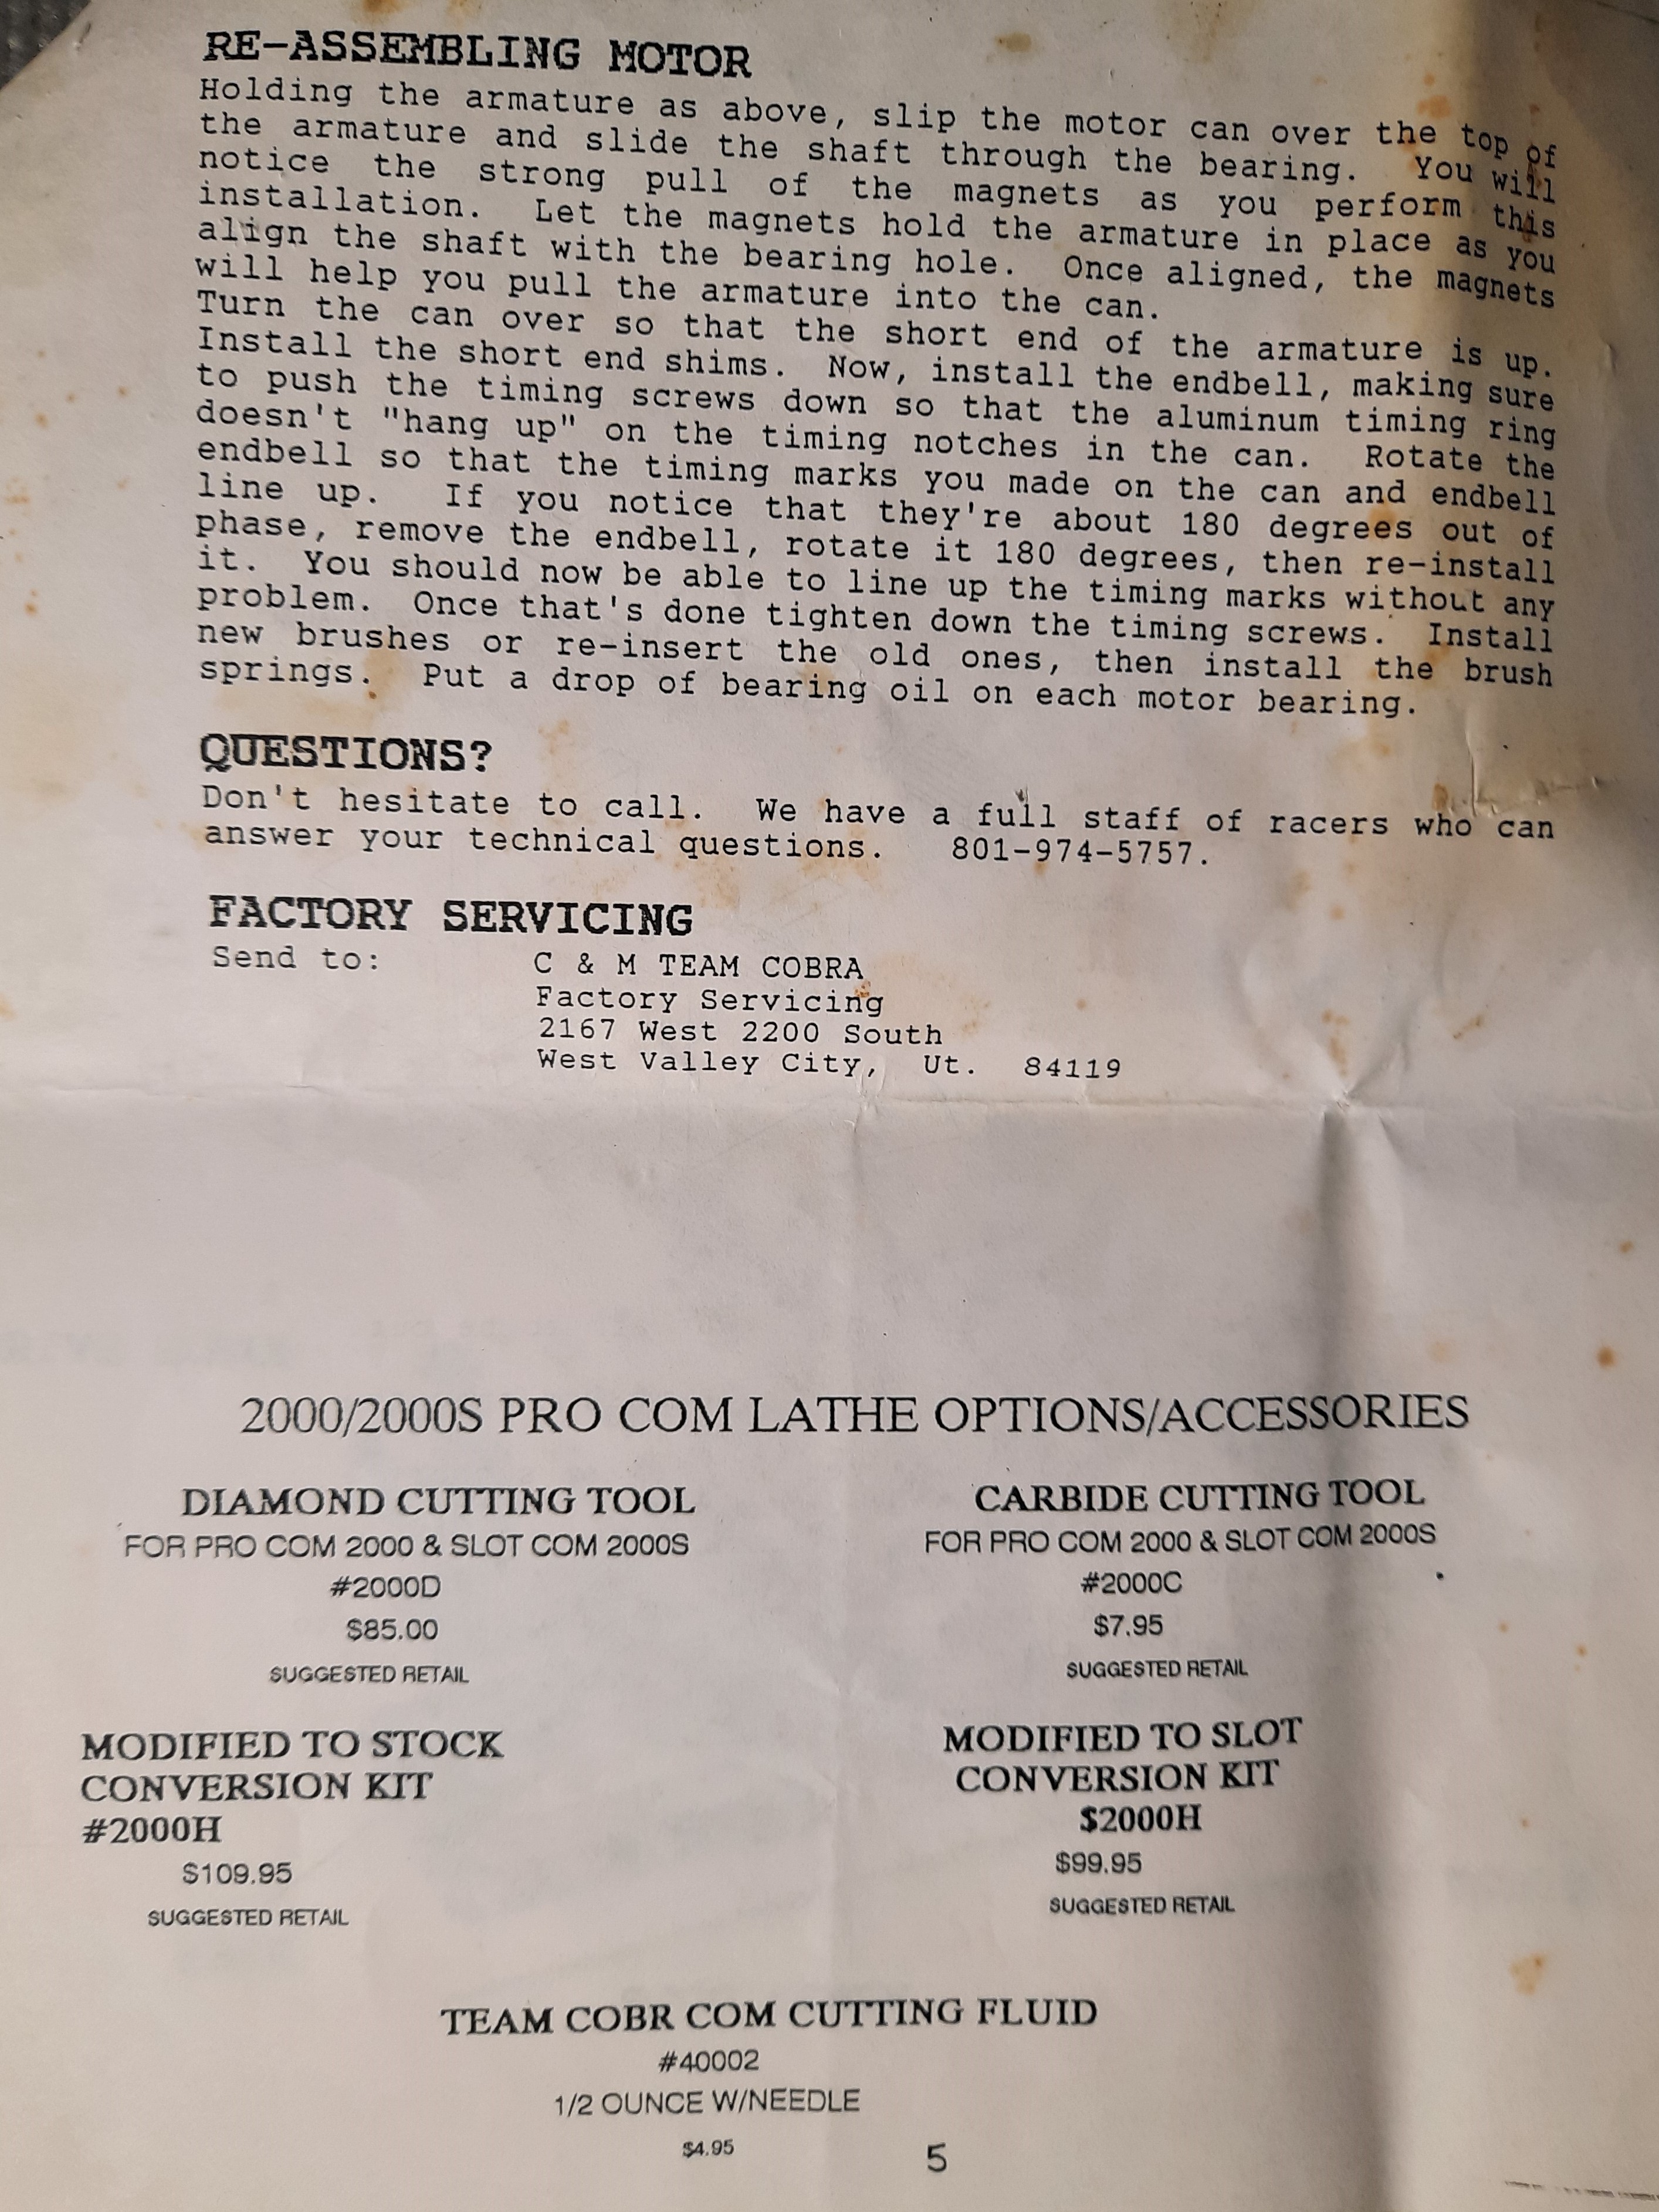 RE-ASSEMBLING MOTOR
Holding the armature as above, slip the motor can over the top of
the armature and slide the shaft through the bearing. You will
notice the strong pull of the magnets as you perform this
installation. Let the magnets hold the armature in place as you
align the shaft with the bearing hole. Once aligned, the magnets
will help you pull the armature into the can.
Turn the can over so that the short end of the armature is up.
Install the short end shims. Now, install the endbell, making sure
to push the timing screws down so that the aluminum timing ring
doesn't "hang up" on the timing notches in the can. Rotate the
endbell so that the timing marks you made on the can and endbell
line up. If you notice that they're about 180 degrees out of
phase, remove the endbell, rotate it 180 degrees, then re-install
it. You should now be able to line up the timing marks without any
problem. Once that's done tighten down the timing screws. Install
new brushes or re-insert the old ones, then install the brush
springs. Put a drop of bearing oil on each motor bearing.
QUESTIONS?
Don't hesitate to call. We have a full staff of racers who can
answer your technical questions. 801-974-5757.
FACTORY SERVICING
Send to: C & M TEAM COBRA
Factory Servicing
2167 West 2200 South
West Valley City, Ut. 84119
2000/2000S PRO COM LATHE OPTIONS/ACCESSORIES
DIAMOND CUTTING TOOL
FOR PRO COM 2000 & SLOT COM 2000S
#2000D
$85.00
SUGGESTED RETAIL
CARBIDE CUTTING TOOL
FOR PRO COM 2000 & SLOT COM 2000S
#2000C
$7.95
SUGGESTED RETAIL
MODIFIED TO STOCK
CONVERSION KIT
#2000H
$109.95
SUGGESTED RETAIL
MODIFIED TO SLOT
CONVERSION KIT
$2000H
$99.95
SUGGESTED RETAIL
TEAM COBR COM CUTTING FLUID
#40002
1/2 OUNCE W/NEEDLE
$4.95
5